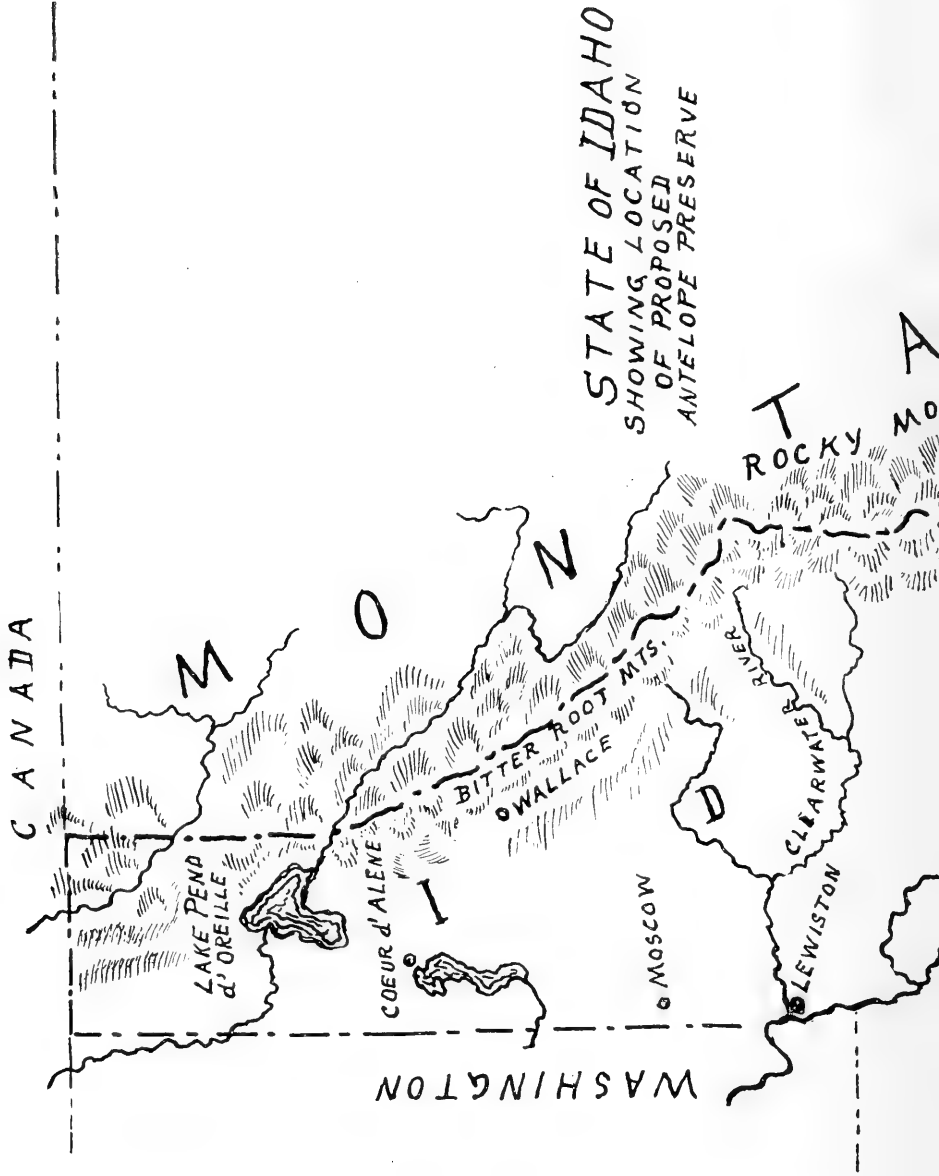 CANADA
STATE OF IDAHO
SHOWING LOCATION
OF PROPOSED
ANTELOPE PRESERVE
M O N T A
ROCKY MO
BITTER ROOT MTS.
WALLACE
LAKE PEND
d'OREILLE
COEUR d'ALENE
I D
CLEARWATER RIVER
MOSCOW
LEWISTON
WASHINGTON